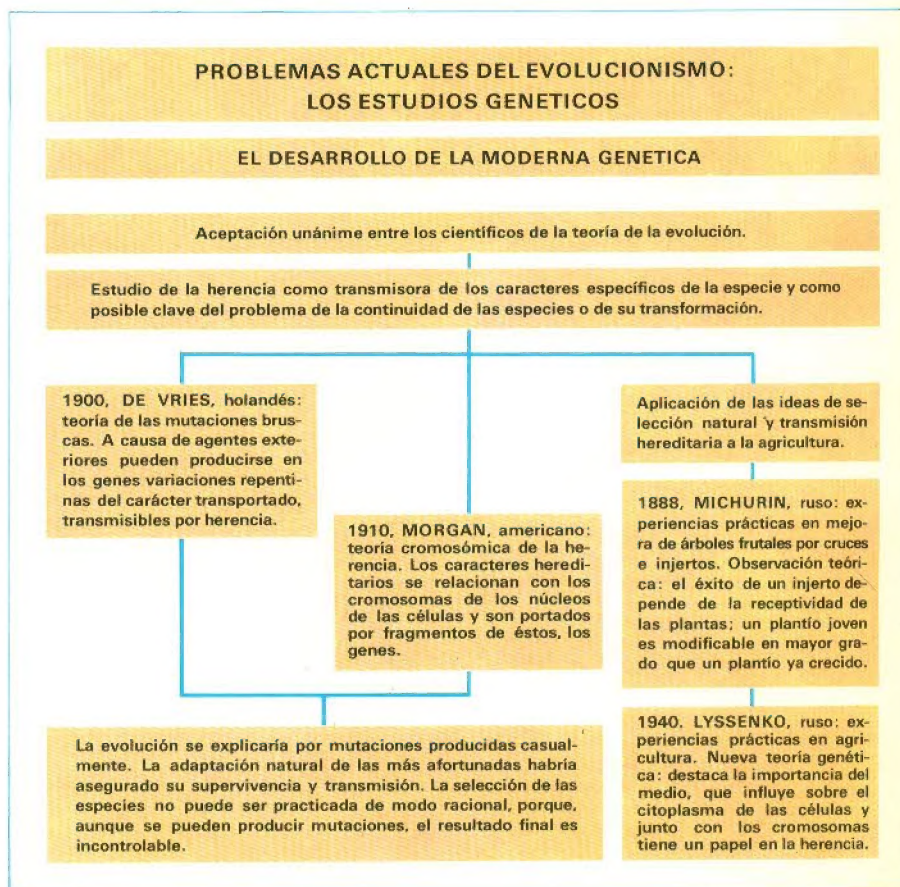 PROBLEMAS ACTUALES DEL EVOLUCIONISMO:
LOS ESTUDIOS GENETICOS
EL DESARROLLO DE LA MODERNA GENETICA
Aceptación unánime entre los científicos de la teoría de la evolución.
Estudio de la herencia como transmisora de los caracteres específicos de la especie y como
posible clave del problema de la continuidad de las especies o de su transformación.
1900, DE VRIES, holandés:
teoría de las mutaciones brus-
cas. A causa de agentes exte-
riores pueden producirse en
los genes variaciones repenti-
nas del carácter transportado,
transmisibles por herencia.
1910, MORGAN, americano:
teoría cromosómica de la he-
rencia. Los caracteres heredi-
tarios se relacionan con los
cromosomas de los núcleos
de las células y son portados
por fragmentos de éstos, los
genes.
La evolución se explicaría por mutaciones producidas casual-
mente. La adaptación natural de las más afortunadas habría
asegurado su supervivencia y transmisión. La selección de las
especies no puede ser practicada de modo racional, porque,
aunque se pueden producir mutaciones, el resultado final es
incontrolable.
Aplicación de las ideas de se-
lección natural y transmisión
hereditaria a la agricultura.
1888, MICHURIN, ruso: ex-
periencias prácticas en mejo-
ra de árboles frutales por cruces
e injertos. Observación teóri-
ca: el éxito de un injerto de-
pende de la receptividad de
las plantas; un plantío joven
es modificable en mayor gra-
do que un plantío ya crecido.
1940, LYSSENKO, ruso: ex-
periencias prácticas en agri-
cultura. Nueva teoría genéti-
ca: destaca la importancia del
medio, que influye sobre el
citoplasma de las células y
junto con los cromosomas
tiene un papel en la herencia.